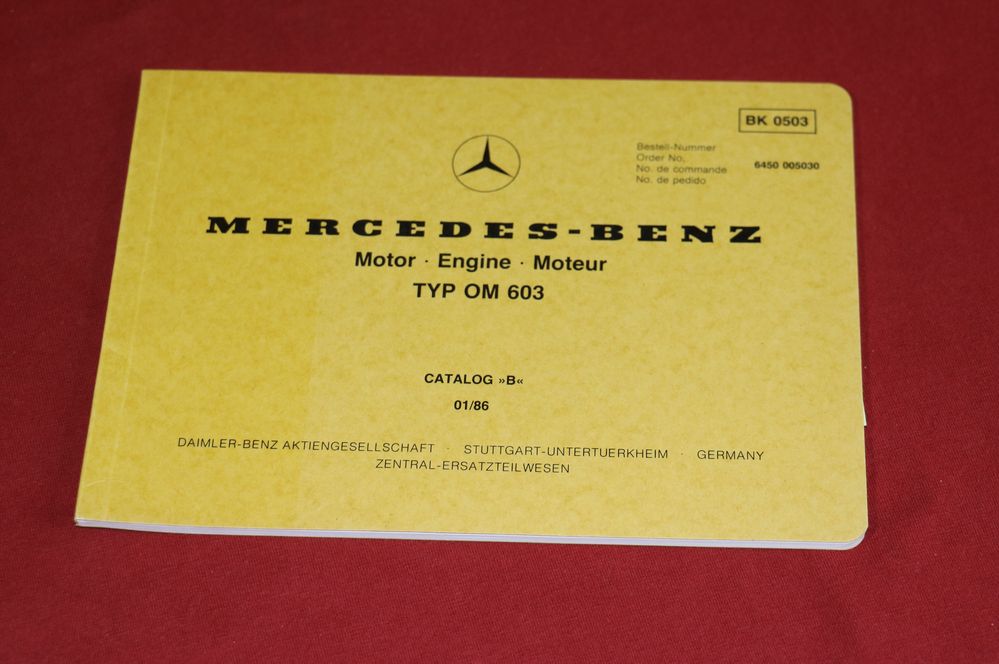 BK 0503
Bestell-Nummer
Order No.
No. de commande
No. de pedido
6450 005030
MERCEDES-BENZ
Motor · Engine · Moteur
TYP OM 603
CATALOG »B«
01/86
DAIMLER-BENZ AKTIENGESELLSCHAFT · STUTTGART-UNTERTUERKHEIM · GERMANY
ZENTRAL-ERSATZTEILWESEN